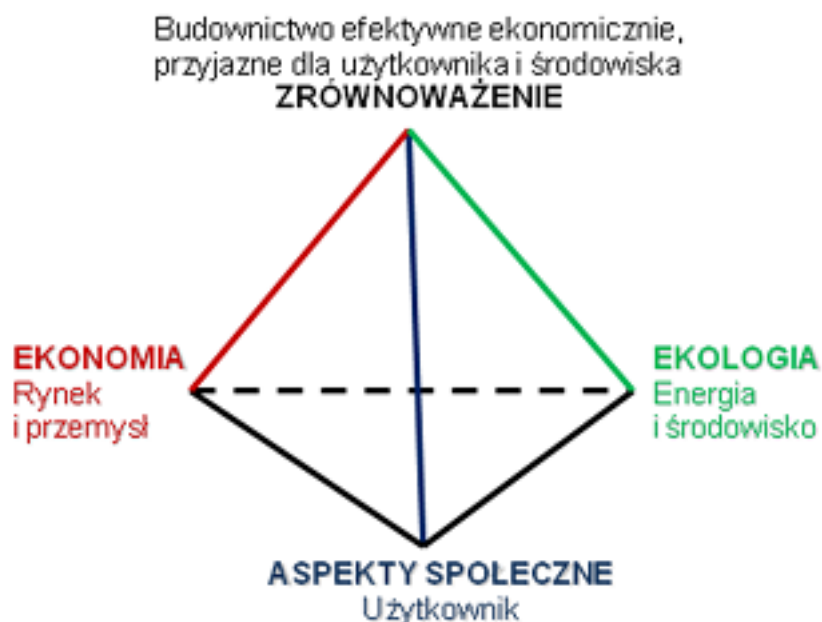 Budownictwo efektywne ekonomicznie,
przyjazne dla użytkownika i środowiska
ZRÓWNOWAŻENIE
EKONOMIA
Rynek
i przemysł
EKOLOGIA
Energia
i środowisko
ASPEKTY SPOŁECZNE
Użytkownik